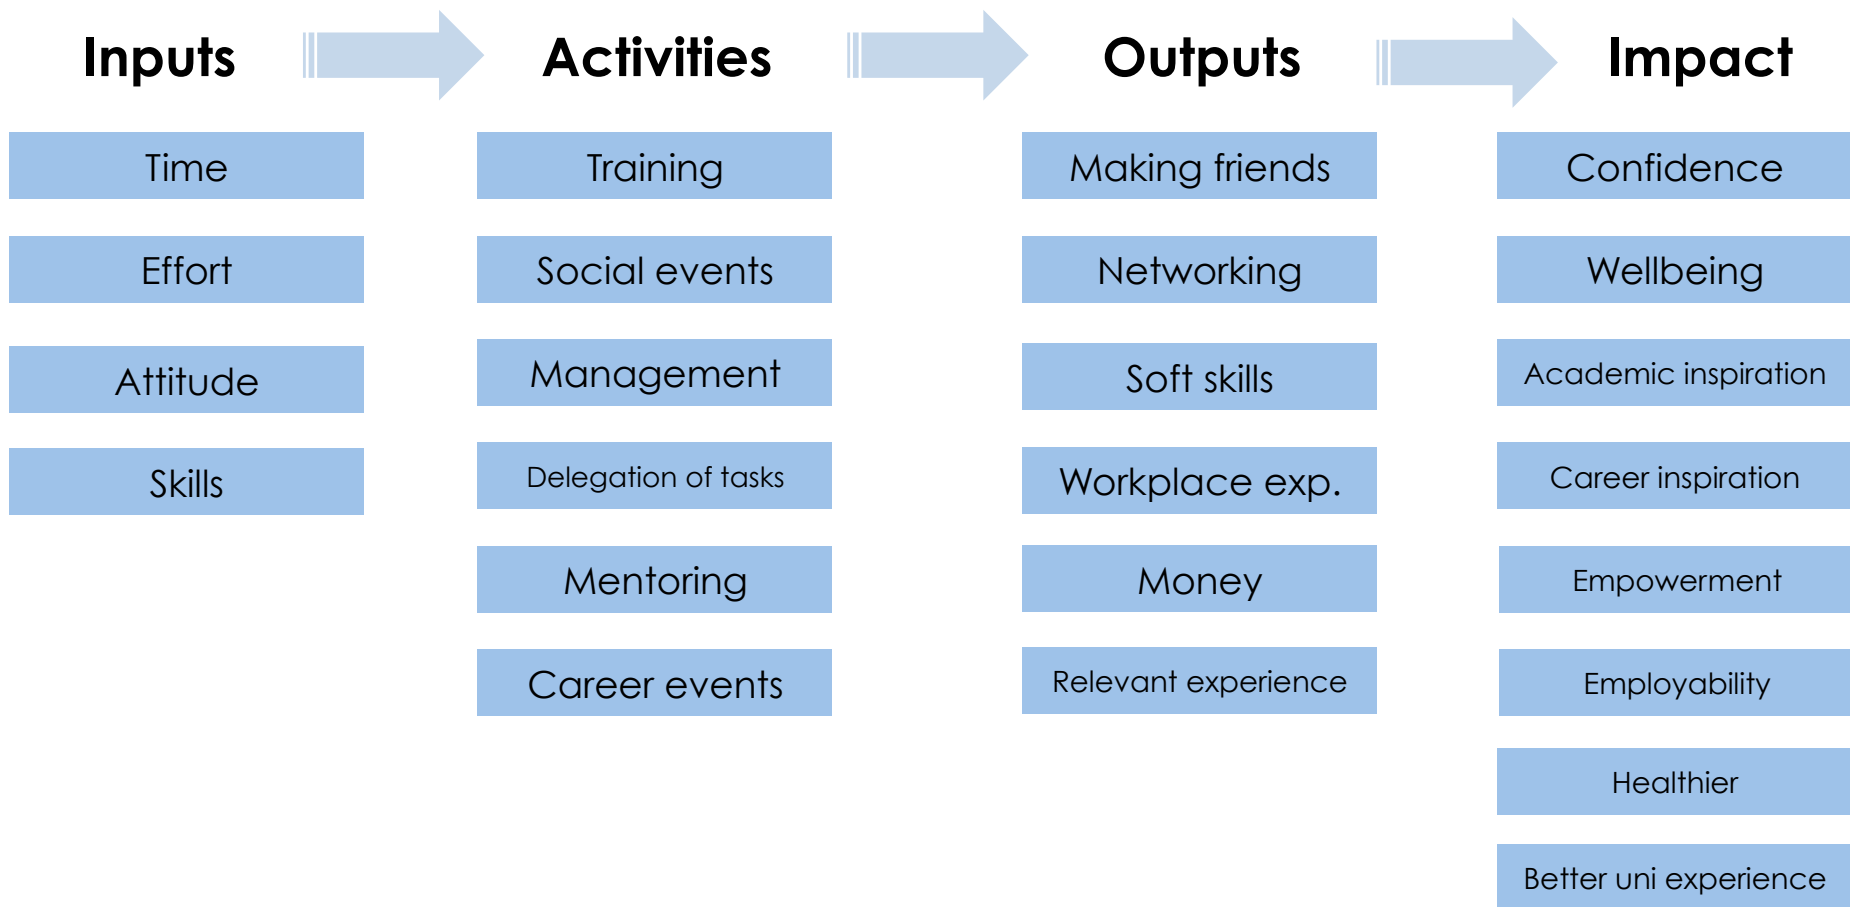 Inputs
Activities
Outputs
Impact
Time
Effort
Attitude
Skills
Training
Social events
Management
Delegation of tasks
Mentoring
Career events
Making friends
Networking
Soft skills
Workplace exp.
Money
Relevant experience
Confidence
Wellbeing
Academic inspiration
Career inspiration
Empowerment
Employability
Healthier
Better uni experience